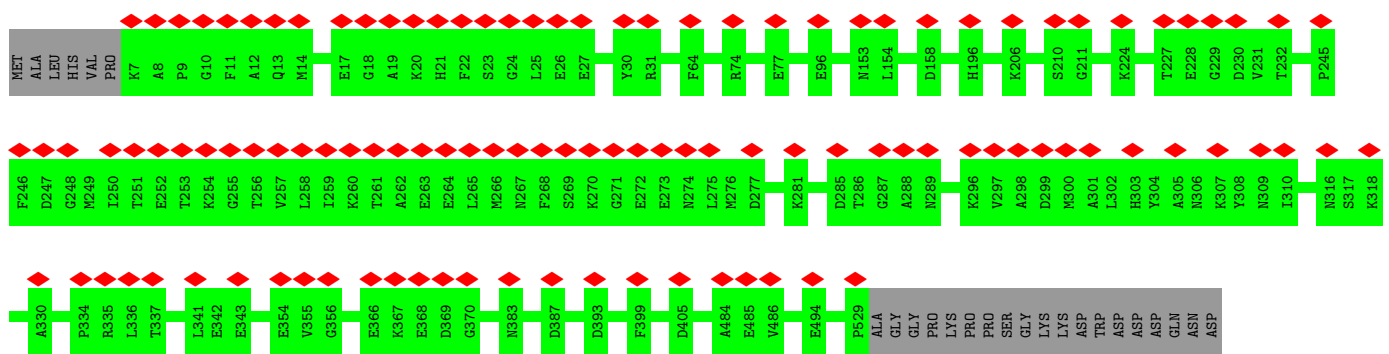 MET ALA LEU HIS VAL PRO K7 A8 P9 G10 F11 A12 Q13 M14 E17 G18 A19 K20 H21 F22 S23 G24 L25 E26 E27 Y30 R31 F64 R74 E77 E96 N153 L154 D158 H196 K206 S210 G211 K224 T227 E228 G229 D230 V231 T232 P245
F246 D247 G248 M249 I250 T251 E252 T253 K254 G255 T256 V257 L258 I259 K260 T261 A262 E263 E264 L265 M266 N267 F268 S269 K270 G271 E272 E273 N274 L275 M276 D277 K281 D285 T286 G287 A288 N289 K296 V297 A298 D299 M300 A301 L302 H303 Y304 A305 N306 K307 Y308 N309 I310 N316 S317 K318
A330 P334 R335 L336 T337 L341 E342 E343 E354 V355 G356 E366 K367 E368 D369 G370 N383 D387 D393 F399 D405 A484 E485 V486 E494 P529 ALA GLY GLY PRO LYS PRO PRO SER GLY LYS LYS ASP TRP ASP ASP ASP GLN ASN ASP